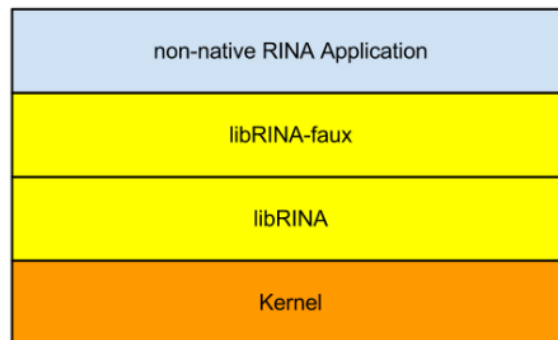 non-native RINA Application
libRINA-faux
libRINA
Kernel